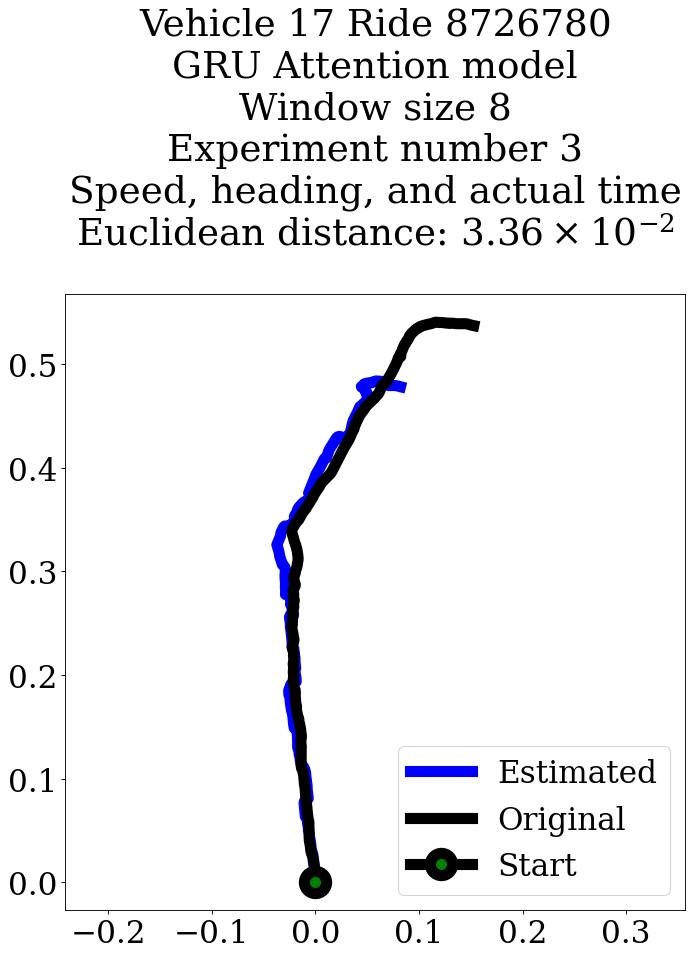 Vehicle 17 Ride 8726780
GRU Attention model
Window size 8
Experiment number 3
Speed, heading, and actual time
Euclidean distance: 3.36 × 10⁻²
0.5
0.4
0.3
0.2
0.1
0.0
Estimated
Original
Start
−0.2 −0.1 0.0 0.1 0.2 0.3